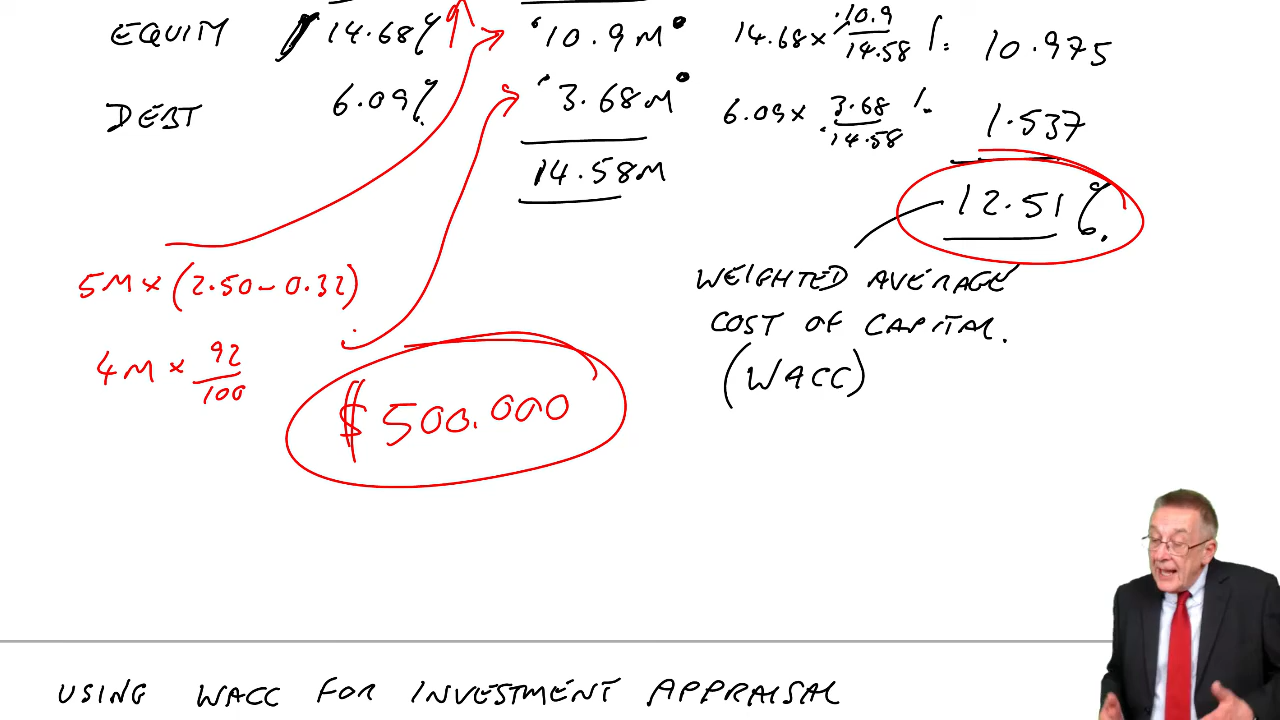 EQUITY 14.68% 10.9M 14.68 × 10.9/14.58 = 10.975
DEBT 6.09% 3.68M 6.09 × 3.68/14.58 = 1.537
14.58M 12.51%
5M × (2.50 - 0.32) WEIGHTED AVERAGE
COST OF CAPITAL.
4M × 92/100 (WACC)
$500.000
USING WACC FOR INVESTMENT APPRAISAL